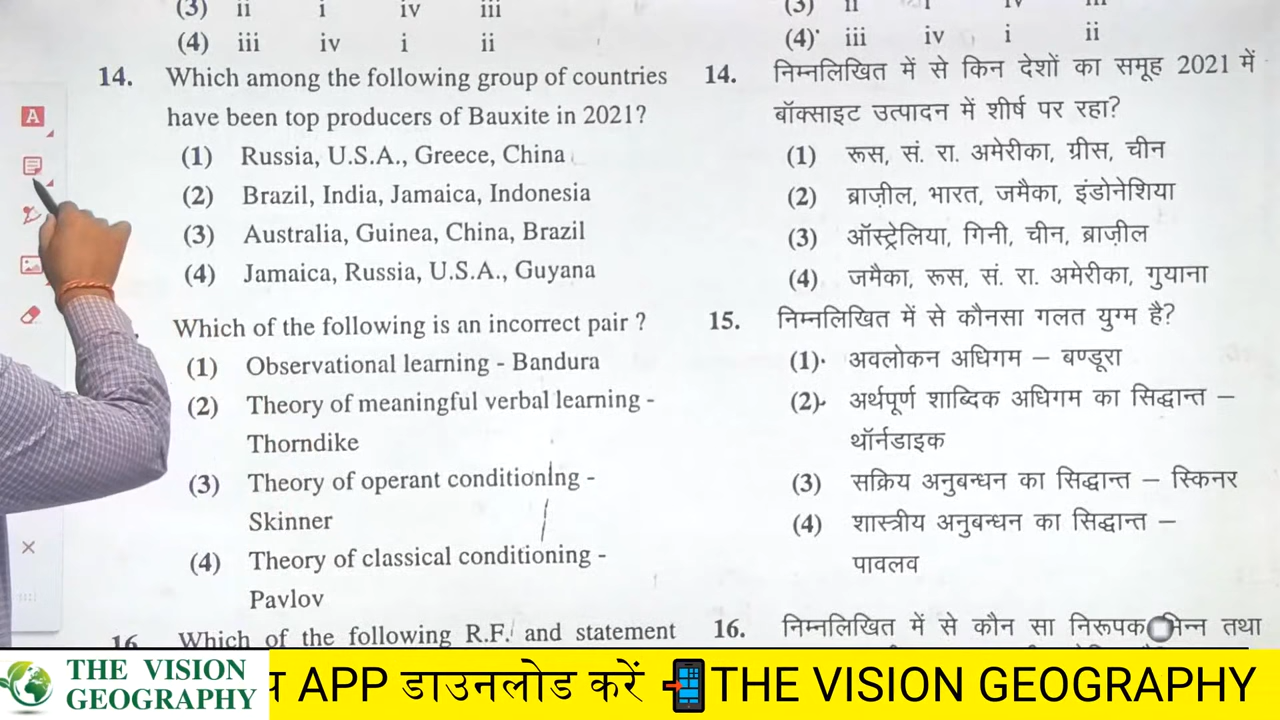 (3) ii i iv iii
(4) iii iv i ii
14. Which among the following group of countries
have been top producers of Bauxite in 2021?
(1) Russia, U.S.A., Greece, China
(2) Brazil, India, Jamaica, Indonesia
(3) Australia, Guinea, China, Brazil
(4) Jamaica, Russia, U.S.A., Guyana
Which of the following is an incorrect pair ?
(1) Observational learning - Bandura
(2) Theory of meaningful verbal learning -
Thorndike
(3) Theory of operant conditioning -
Skinner
(4) Theory of classical conditioning -
Pavlov
16. Which of the following R.F. and statement
(3) ii i iv iii
(4) iii iv i ii
14. निम्नलिखित में से किन देशों का समूह 2021 में
बॉक्साइट उत्पादन में शीर्ष पर रहा?
(1) रूस, सं. रा. अमेरीका, ग्रीस, चीन
(2) ब्राज़ील, भारत, जमैका, इंडोनेशिया
(3) ऑस्ट्रेलिया, गिनी, चीन, ब्राज़ील
(4) जमैका, रूस, सं. रा. अमेरीका, गुयाना
15. निम्नलिखित में से कौनसा गलत युग्म है?
(1) अवलोकन अधिगम – बण्डूरा
(2) अर्थपूर्ण शाब्दिक अधिगम का सिद्धान्त –
थॉर्नडाइक
(3) सक्रिय अनुबन्धन का सिद्धान्त – स्किनर
(4) शास्त्रीय अनुबन्धन का सिद्धान्त –
पावलव
16. निम्नलिखित में से कौन सा निरूपक भिन्न तथा
THE VISION
GEOGRAPHY
APP डाउनलोड करें THE VISION GEOGRAPHY